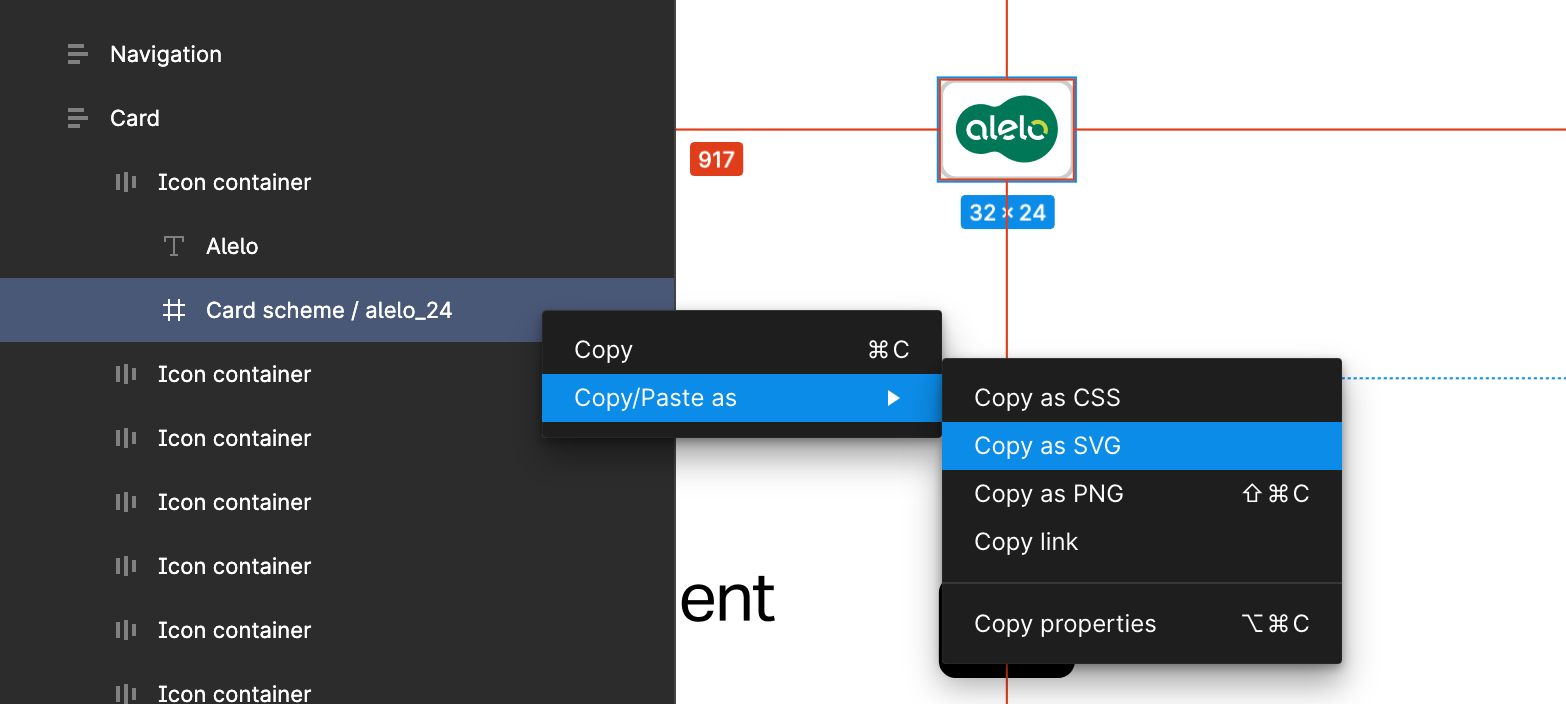 Navigation
Card
Icon container
Alelo
Card scheme / alelo_24
Icon container
Icon container
Icon container
Icon container
Icon container
Icon container
alelo
917
32 × 24
Copy ⌘C
Copy/Paste as
Copy as CSS
Copy as SVG
Copy as PNG ⇧⌘C
Copy link
Copy properties ⌥⌘C
ent